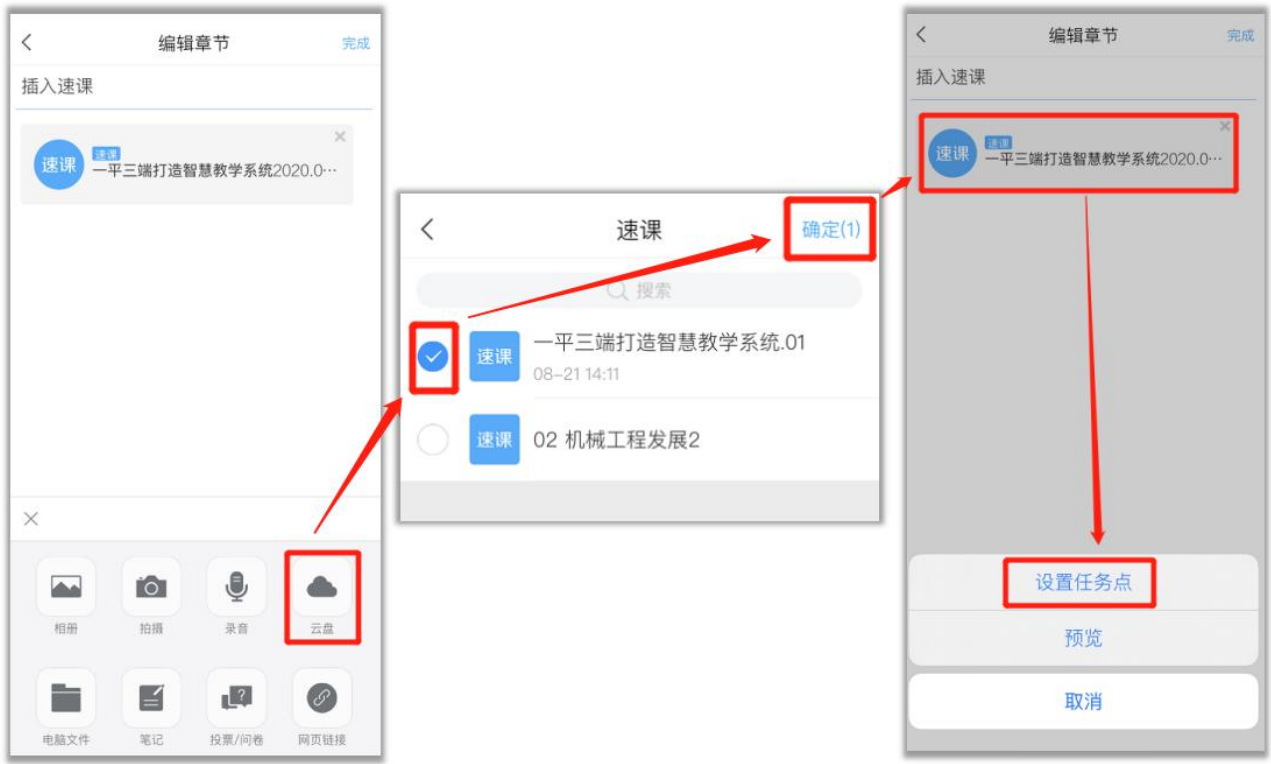 编辑章节
完成
插入速课
速课
速课
一平三端打造智慧教学系统2020.0…
相册
拍摄
录音
云盘
电脑文件
笔记
投票/问卷
网页链接
速课
确定(1)
搜索
速课
一平三端打造智慧教学系统.01
08-21 14:11
速课
02 机械工程发展2
编辑章节
完成
插入速课
速课
速课
一平三端打造智慧教学系统2020.0…
设置任务点
预览
取消